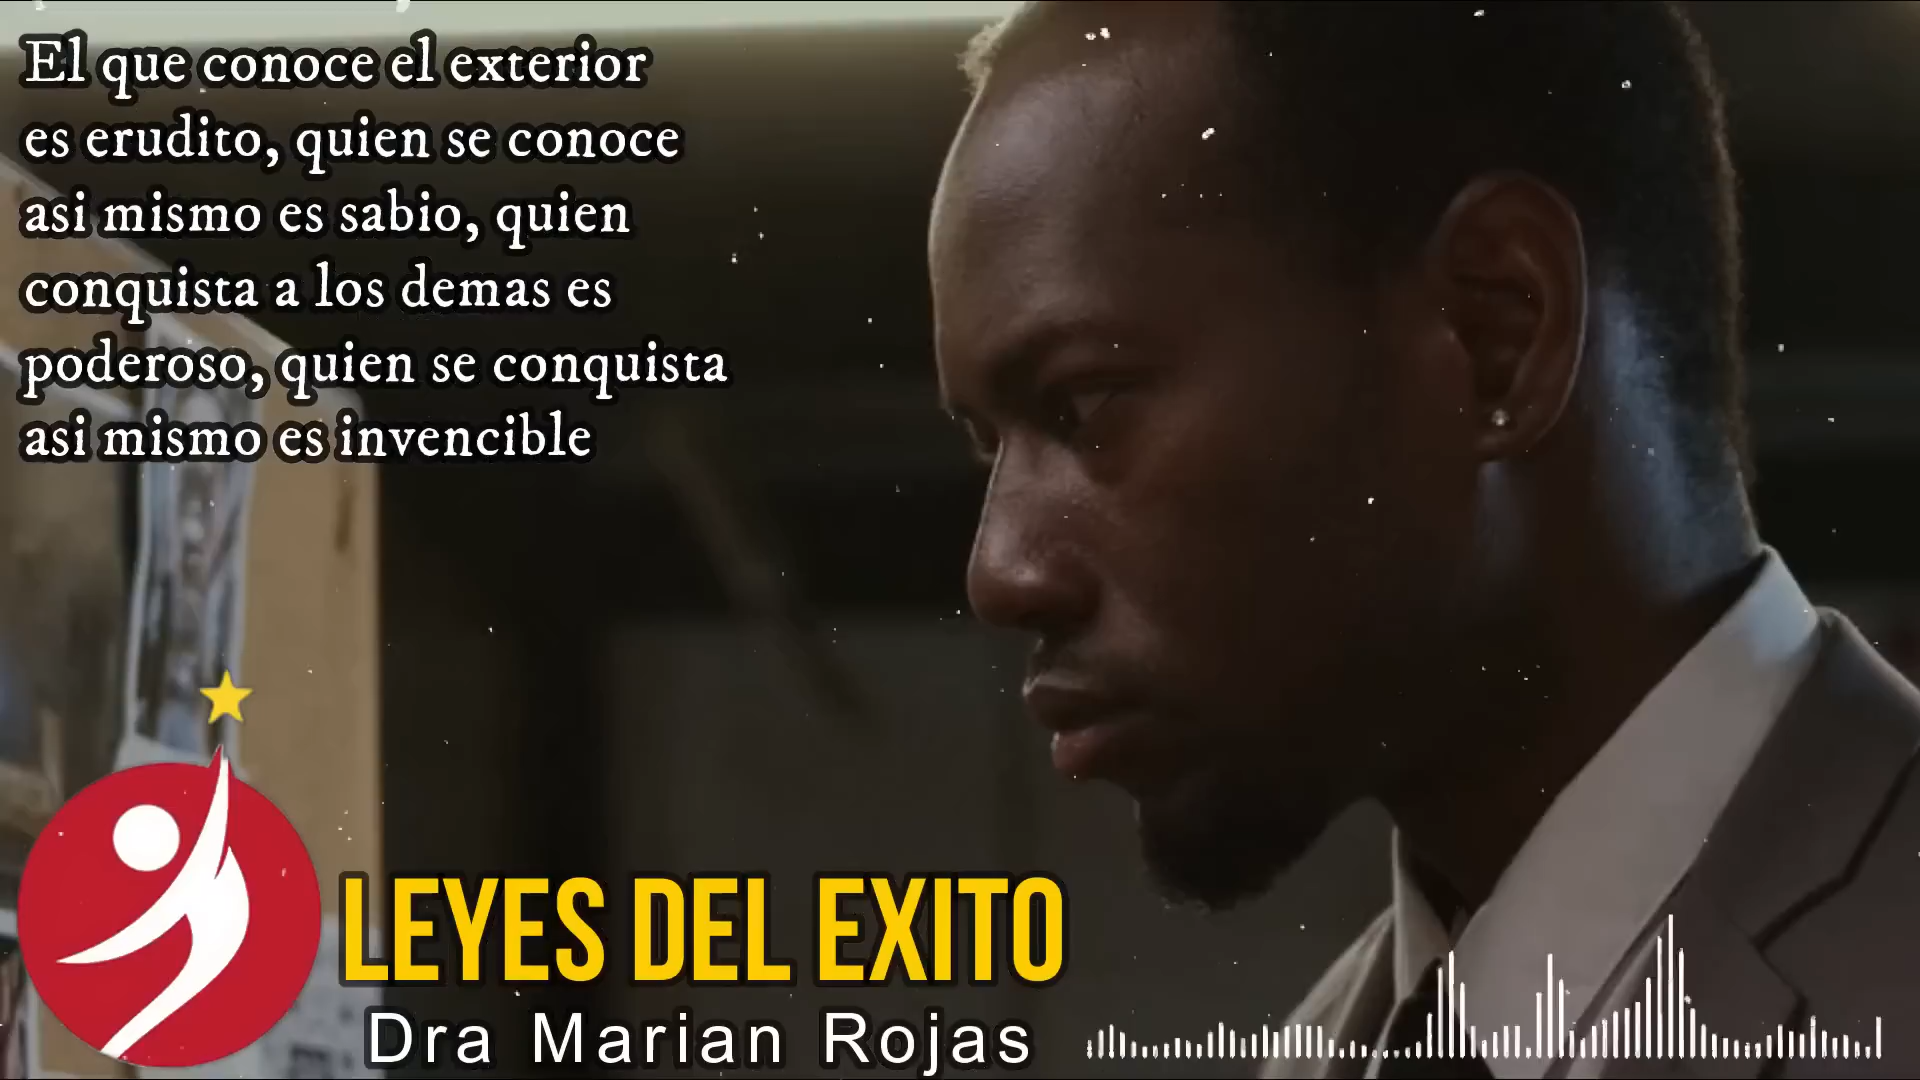 El que conoce el exterior
es erudito, quien se conoce
asi mismo es sabio, quien
conquista a los demas es
poderoso, quien se conquista
asi mismo es invencible
LEYES DEL EXITO
Dra Marian Rojas